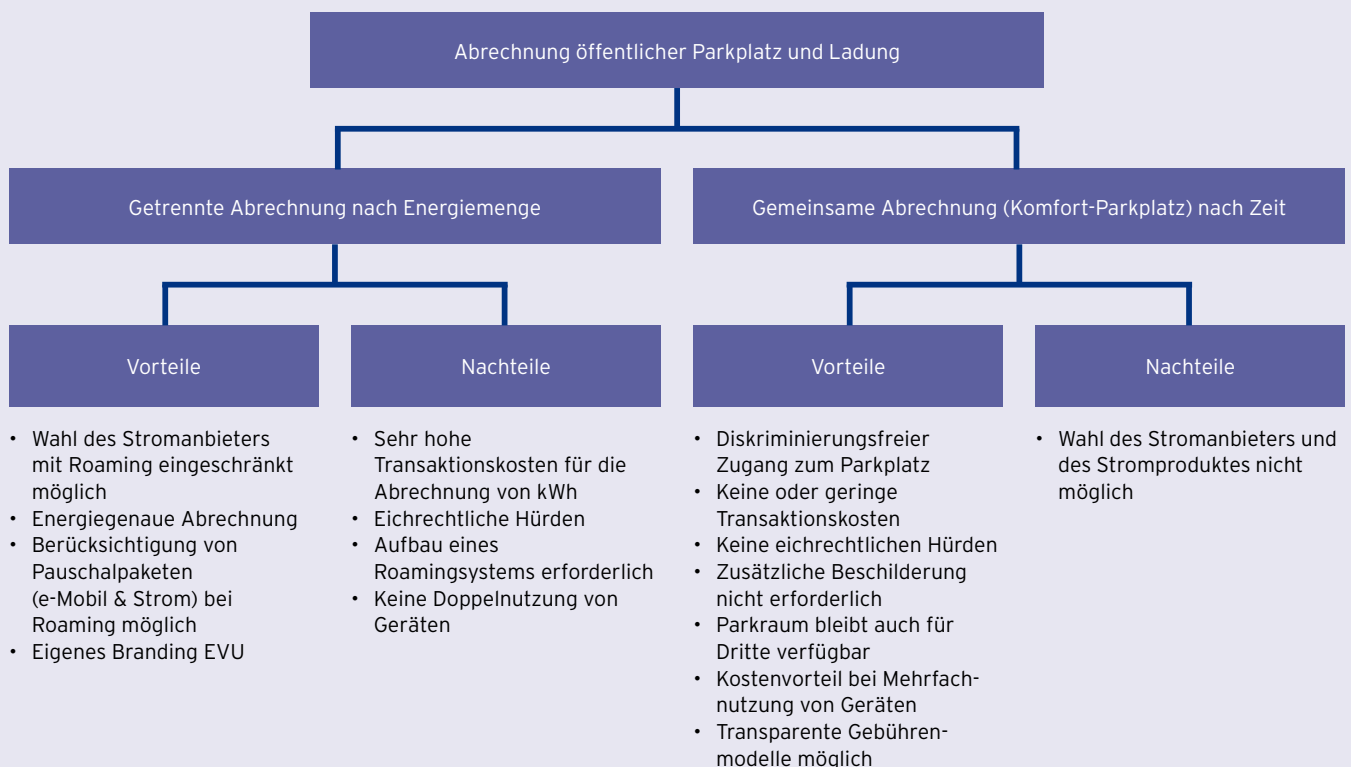 Abrechnung öffentlicher Parkplatz und Ladung
Getrennte Abrechnung nach Energiemenge
Gemeinsame Abrechnung (Komfort-Parkplatz) nach Zeit
Vorteile
Nachteile
Vorteile
Nachteile
• Wahl des Stromanbieters
mit Roaming eingeschränkt
möglich
• Energiegenaue Abrechnung
• Berücksichtigung von
Pauschalpaketen
(e-Mobil & Strom) bei
Roaming möglich
• Eigenes Branding EVU
• Sehr hohe
Transaktionskosten für die
Abrechnung von kWh
• Eichrechtliche Hürden
• Aufbau eines
Roamingsystems erforderlich
• Keine Doppelnutzung von
Geräten
• Diskriminierungsfreier
Zugang zum Parkplatz
• Keine oder geringe
Transaktionskosten
• Keine eichrechtlichen Hürden
• Zusätzliche Beschilderung
nicht erforderlich
• Parkraum bleibt auch für
Dritte verfügbar
• Kostenvorteil bei Mehrfach-
nutzung von Geräten
• Transparente Gebühren-
modelle möglich
• Wahl des Stromanbieters und
des Stromproduktes nicht
möglich